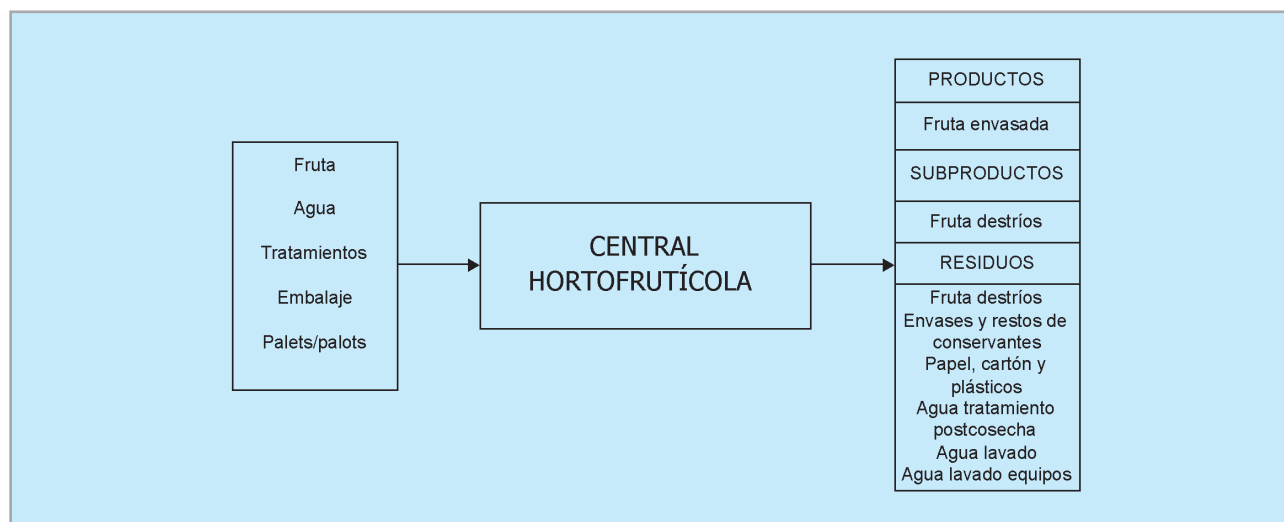 Fruta
Agua
Tratamientos
Embalaje
Palets/palots
CENTRAL
HORTOFRUTÍCOLA
PRODUCTOS
Fruta envasada
SUBPRODUCTOS
Fruta destríos
RESIDUOS
Fruta destríos
Envases y restos de
conservantes
Papel, cartón y
plásticos
Agua tratamiento
postcosecha
Agua lavado
Agua lavado equipos